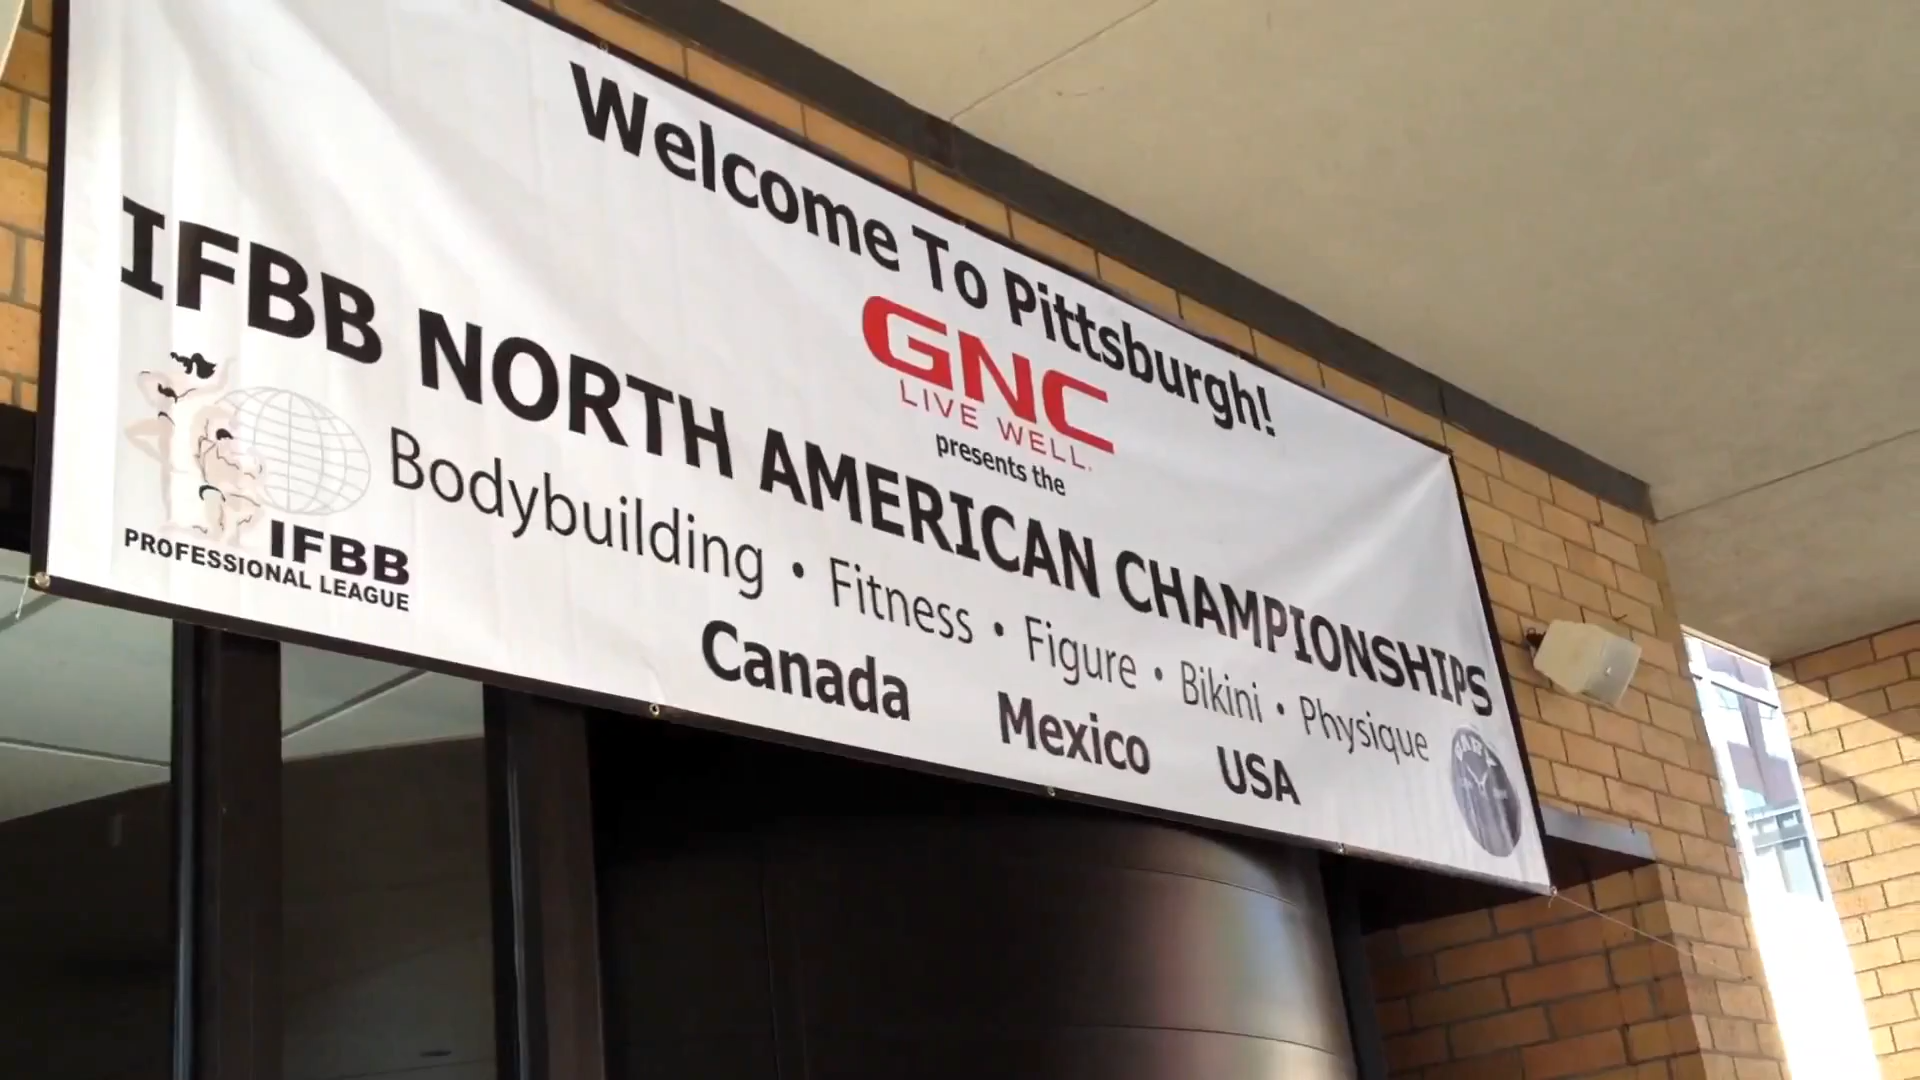 Welcome To Pittsburgh!
GNC
LIVE WELL.
presents the
IFBB NORTH AMERICAN CHAMPIONSHIPS
Bodybuilding • Fitness • Figure • Bikini • Physique
Canada Mexico USA
IFBB
PROFESSIONAL LEAGUE